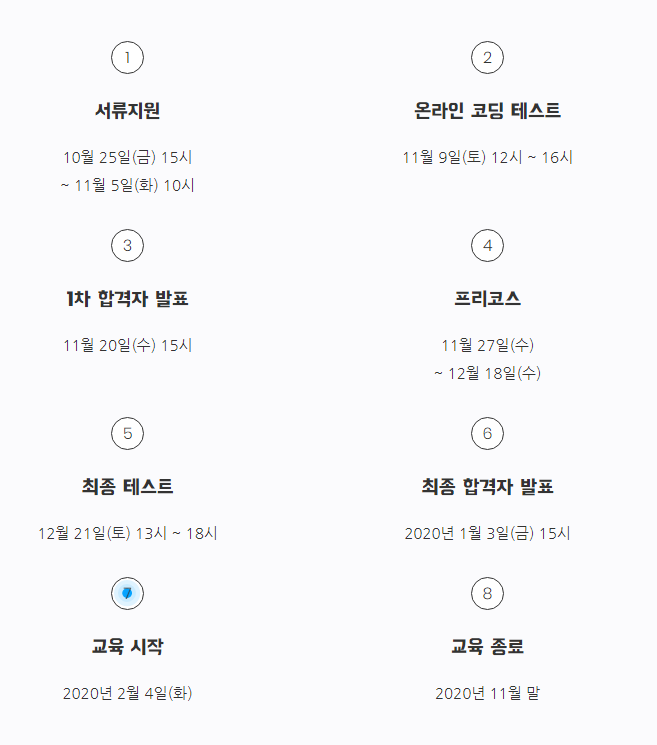 1
서류지원
10월 25일(금) 15시
~ 11월 5일(화) 10시
2
온라인 코딩 테스트
11월 9일(토) 12시 ~ 16시
3
1차 합격자 발표
11월 20일(수) 15시
4
프리코스
11월 27일(수)
~ 12월 18일(수)
5
최종 테스트
12월 21일(토) 13시 ~ 18시
6
최종 합격자 발표
2020년 1월 3일(금) 15시
7
교육 시작
2020년 2월 4일(화)
8
교육 종료
2020년 11월 말